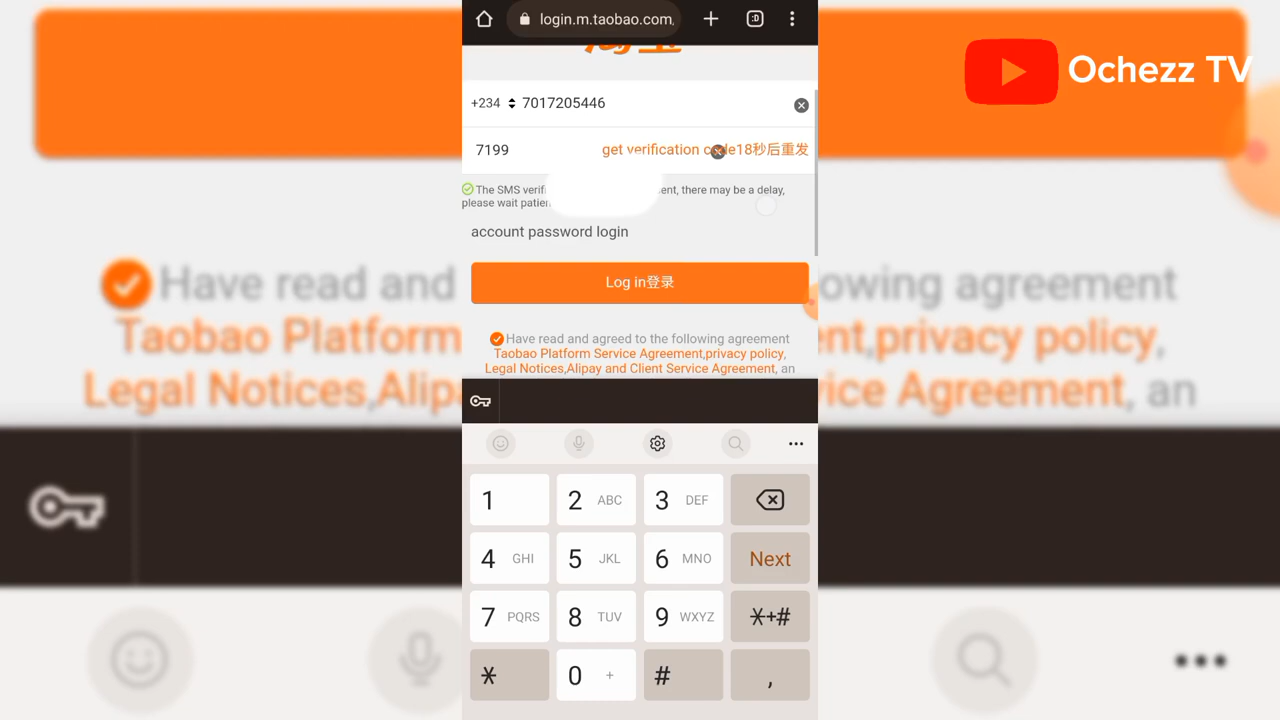 login.m.taobao.com,
:D
Ochezz TV
淘宝
+234 7017205446
7199 get verification code18秒后重发
The SMS verifi ent, there may be a delay,
please wait patien
account password login
Log in登录
Have read and agreed to the following agreement
Taobao Platform Service Agreement,privacy policy,
Legal Notices,Alipay and Client Service Agreement, an
Have read and owing agreement
Taobao Platform ent,privacy policy,
Legal Notices,Alip vice Agreement, an
1 2 ABC 3 DEF
4 GHI 5 JKL 6 MNO Next
7 PQRS 8 TUV 9 WXYZ *+#
* 0 + # ,